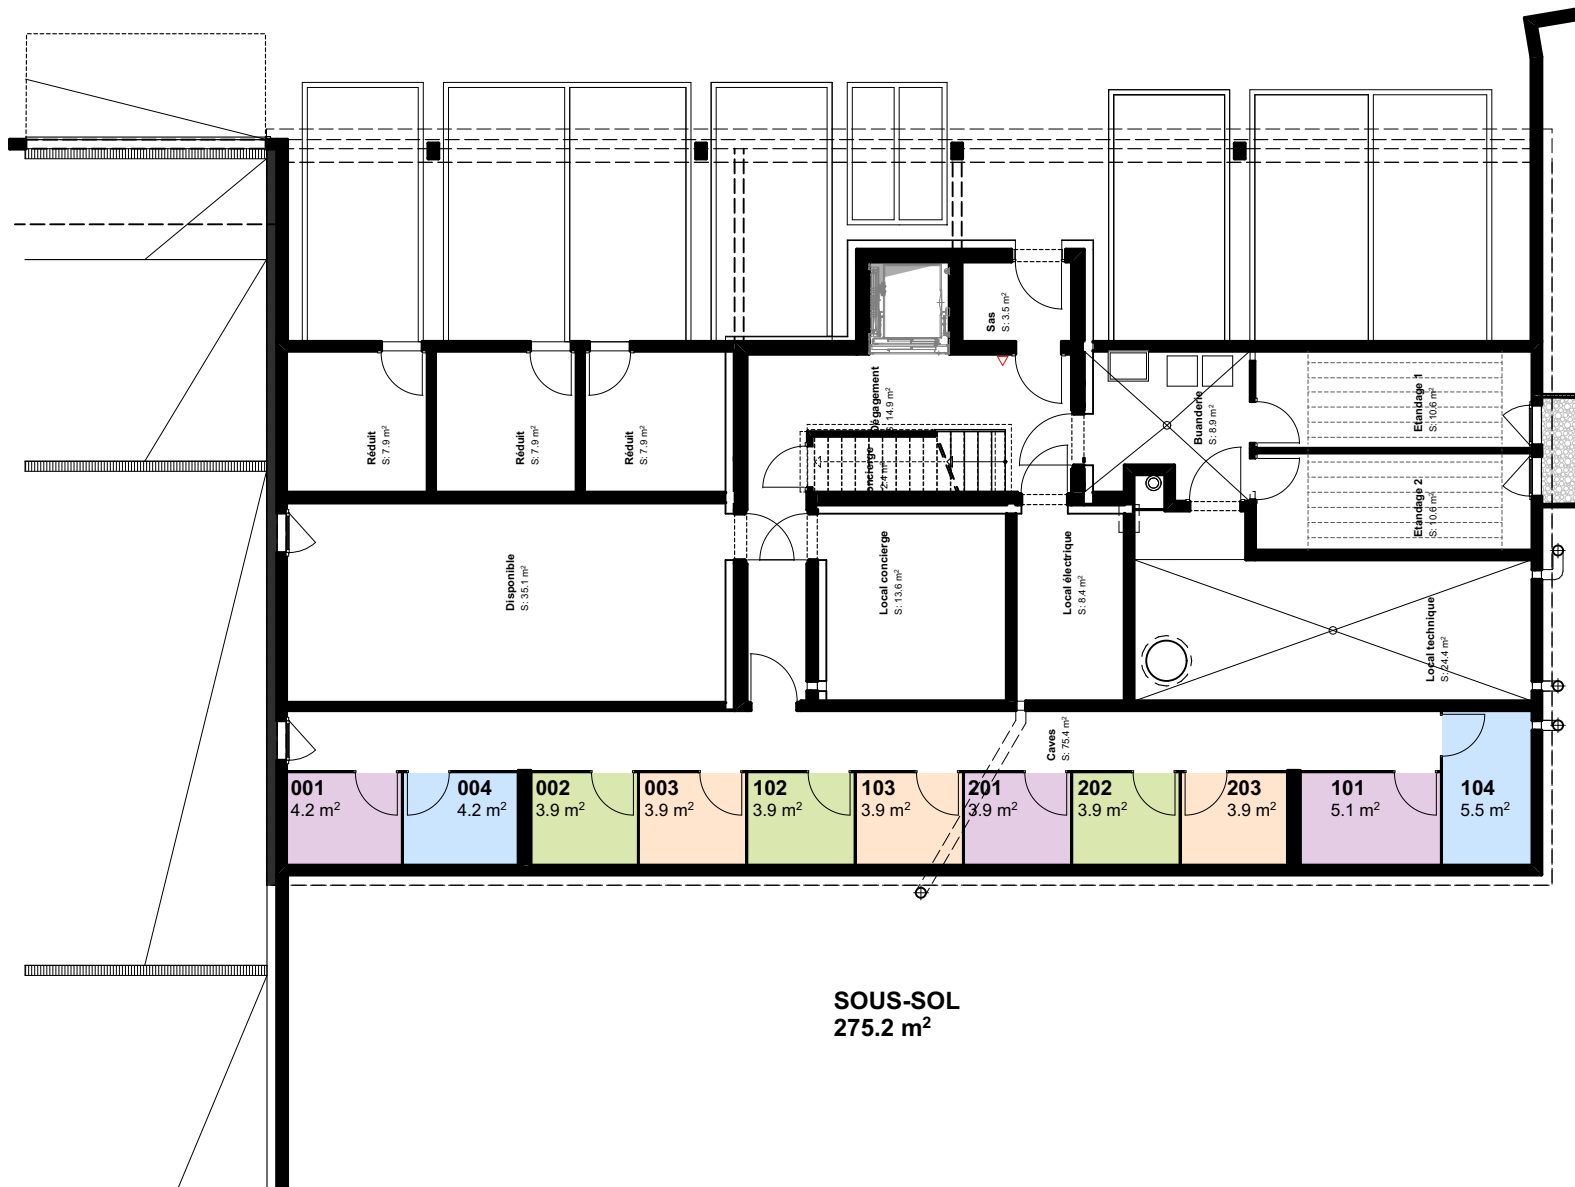 Sas
S: 3.5 m²
Dégagement
S: 14.9 m²
Réduit
S: 7.9 m²
Réduit
S: 7.9 m²
Réduit
S: 7.9 m²
Buanderie
S: 8.9 m²
Etandage 1
S: 10.6 m²
Etandage 2
S: 10.6 m²
2.4 m²
Disponible
S: 35.1 m²
Local concierge
S: 13.6 m²
Local électrique
S: 8.4 m²
Local technique
S: 24.4 m²
Caves
S: 75.4 m²
001
4.2 m²
004
4.2 m²
002
3.9 m²
003
3.9 m²
102
3.9 m²
103
3.9 m²
201
3.9 m²
202
3.9 m²
203
3.9 m²
101
5.1 m²
104
5.5 m²
SOUS-SOL
275.2 m²